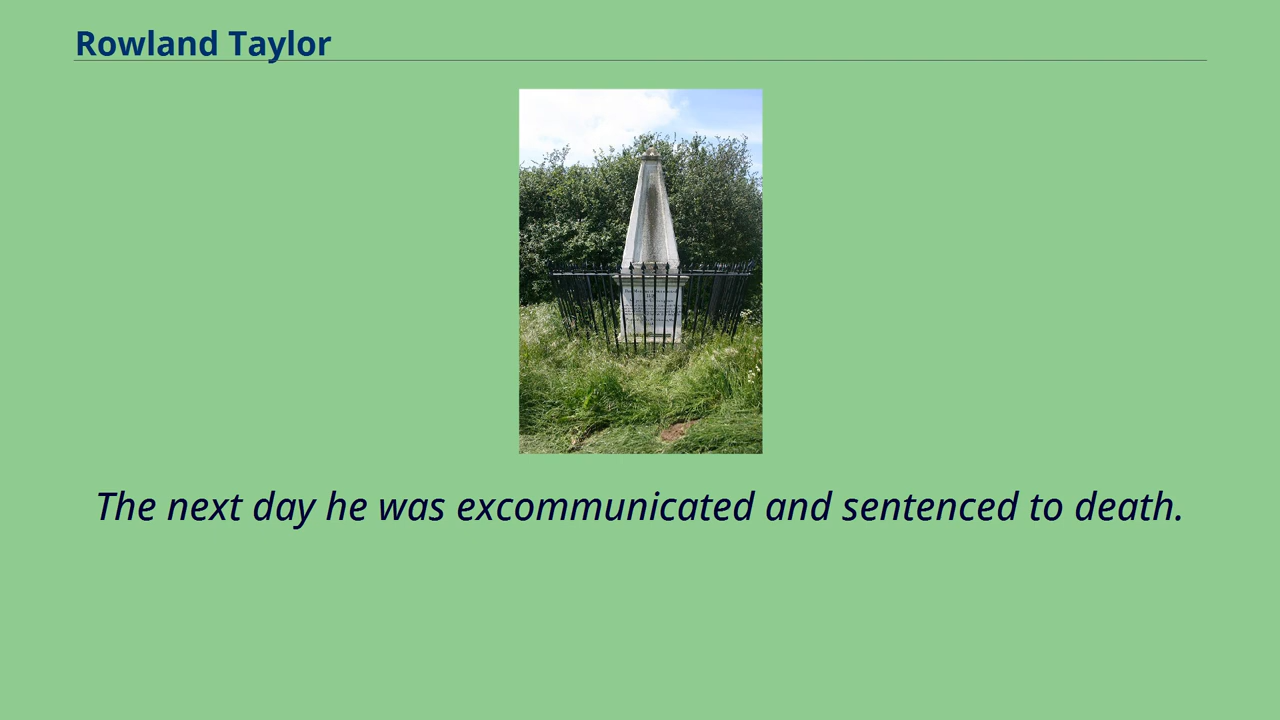 Rowland Taylor
The next day he was excommunicated and sentenced to death.